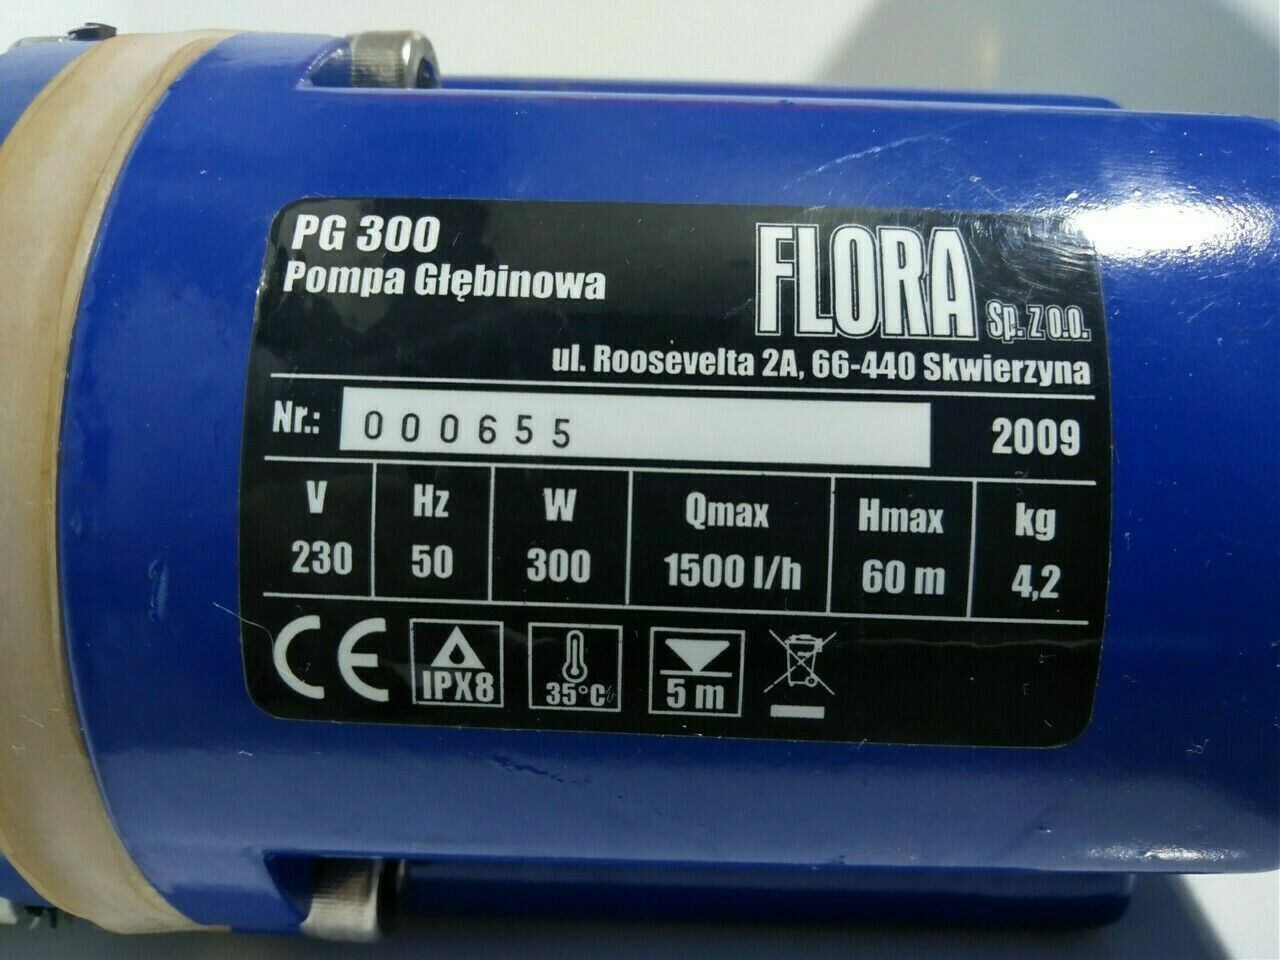 PG 300
Pompa Głębinowa
FLORA Sp. Z O.O.
ul. Roosevelta 2A, 66-440 Skwierzyna
Nr.: 000655 2009
V Hz W Qmax Hmax kg
230 50 300 1500 l/h 60 m 4,2
CE IPX8 35°C 5 m